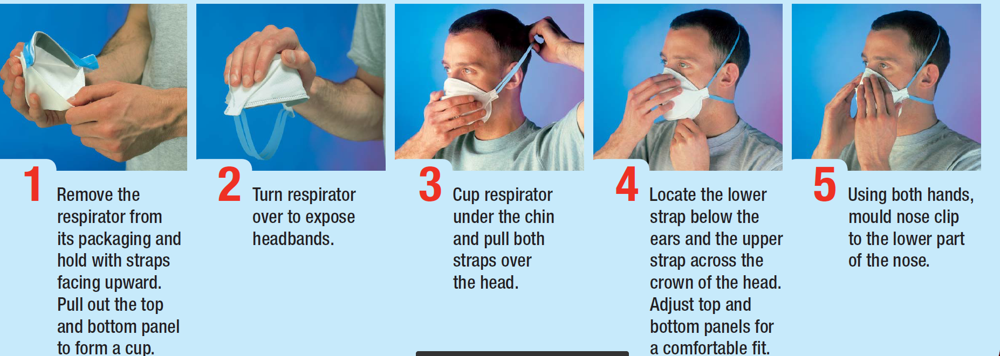 1
Remove the
respirator from
its packaging and
hold with straps
facing upward.
Pull out the top
and bottom panel
to form a cup.
2
Turn respirator
over to expose
headbands.
3
Cup respirator
under the chin
and pull both
straps over
the head.
4
Locate the lower
strap below the
ears and the upper
strap across the
crown of the head.
Adjust top and
bottom panels for
a comfortable fit.
5
Using both hands,
mould nose clip
to the lower part
of the nose.